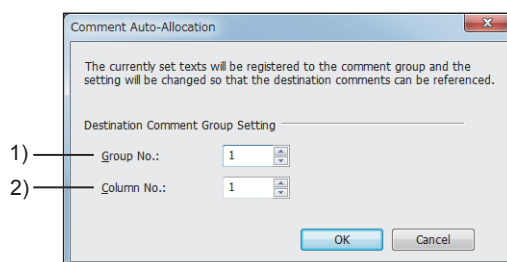 Comment Auto-Allocation
The currently set texts will be registered to the comment group and the
setting will be changed so that the destination comments can be referenced.
Destination Comment Group Setting
1) Group No.: 1
2) Column No.: 1
OK Cancel